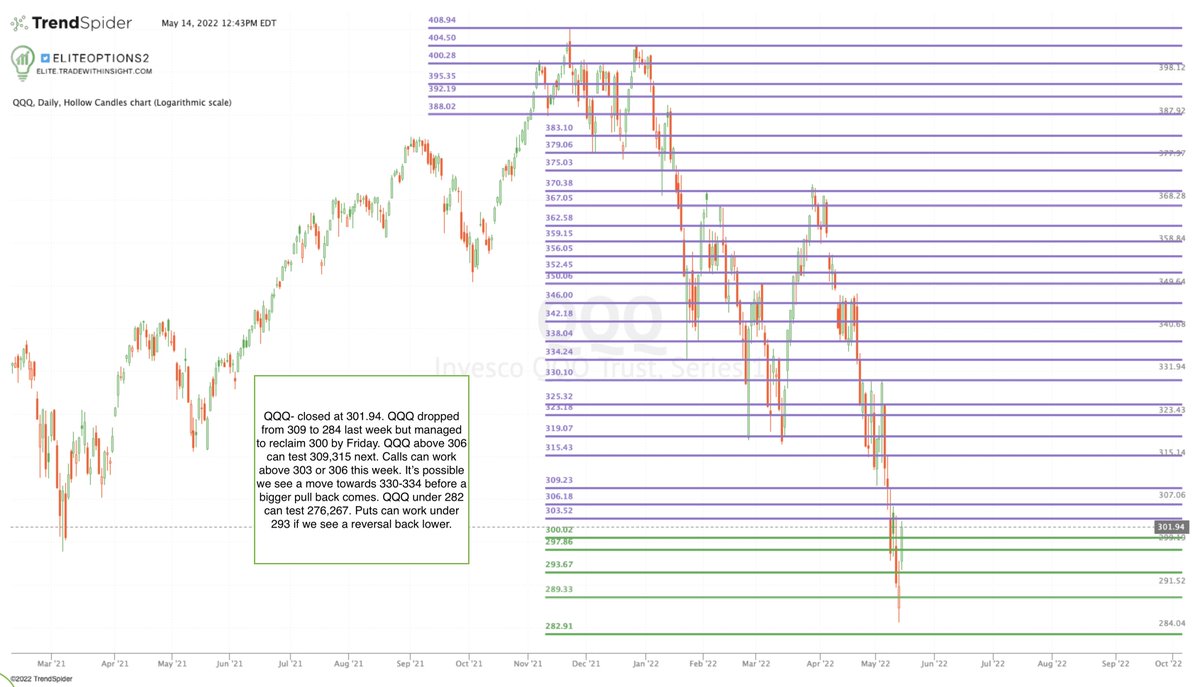 TrendSpider
May 14, 2022 12:43PM EDT
ELITEOPTIONS2
ELITE.TRADEWITHINSIGHT.COM
QQQ, Daily, Hollow Candles chart (Logarithmic scale)
408.94
404.50
400.28
395.35
392.19
388.02
383.10
379.06
375.03
370.38
367.05
362.58
359.15
356.05
352.45
350.06
346.00
342.18
338.04
334.24
330.10
325.32
323.18
319.07
315.43
309.23
306.18
303.52
300.02
297.86
293.67
289.33
282.91
QQQ
Invesco QQQ Trust, Series 1
QQQ- closed at 301.94. QQQ dropped
from 309 to 284 last week but managed
to reclaim 300 by Friday. QQQ above 306
can test 309,315 next. Calls can work
above 303 or 306 this week. It's possible
we see a move towards 330-334 before a
bigger pull back comes. QQQ under 282
can test 276,267. Puts can work under
293 if we see a reversal back lower.
398.12
387.92
377.97
368.28
358.84
349.64
340.68
331.94
323.43
315.14
307.06
301.94
299.19
291.52
284.04
Mar '21
Apr '21
May '21
Jun '21
Jul '21
Aug '21
Sep '21
Oct '21
Nov '21
Dec '21
Jan '22
Feb '22
Mar '22
Apr '22
May '22
Jun '22
Jul '22
Aug '22
Sep '22
Oct '22
©2022 TrendSpider